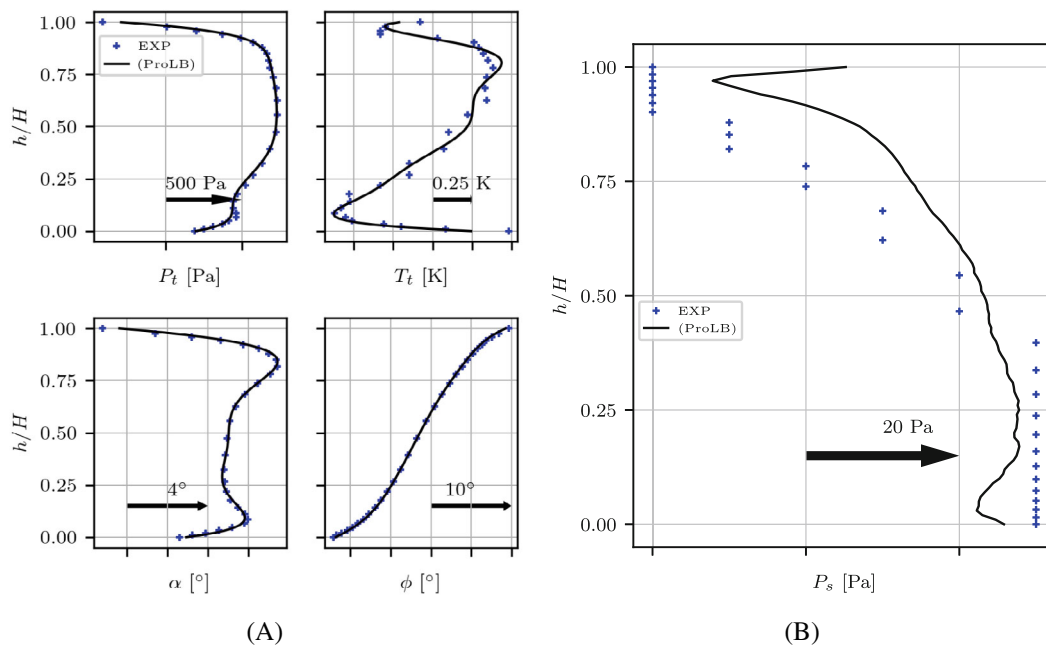 1.00
0.75
0.50
0.25
0.00
h/H
EXP
(ProLB)
500 Pa
P_t [Pa]
0.25 K
T_t [K]
1.00
0.75
0.50
0.25
0.00
h/H
4°
α [°]
10°
ϕ [°]
(A)
1.00
0.75
0.50
0.25
0.00
h/H
EXP
(ProLB)
20 Pa
P_s [Pa]
(B)